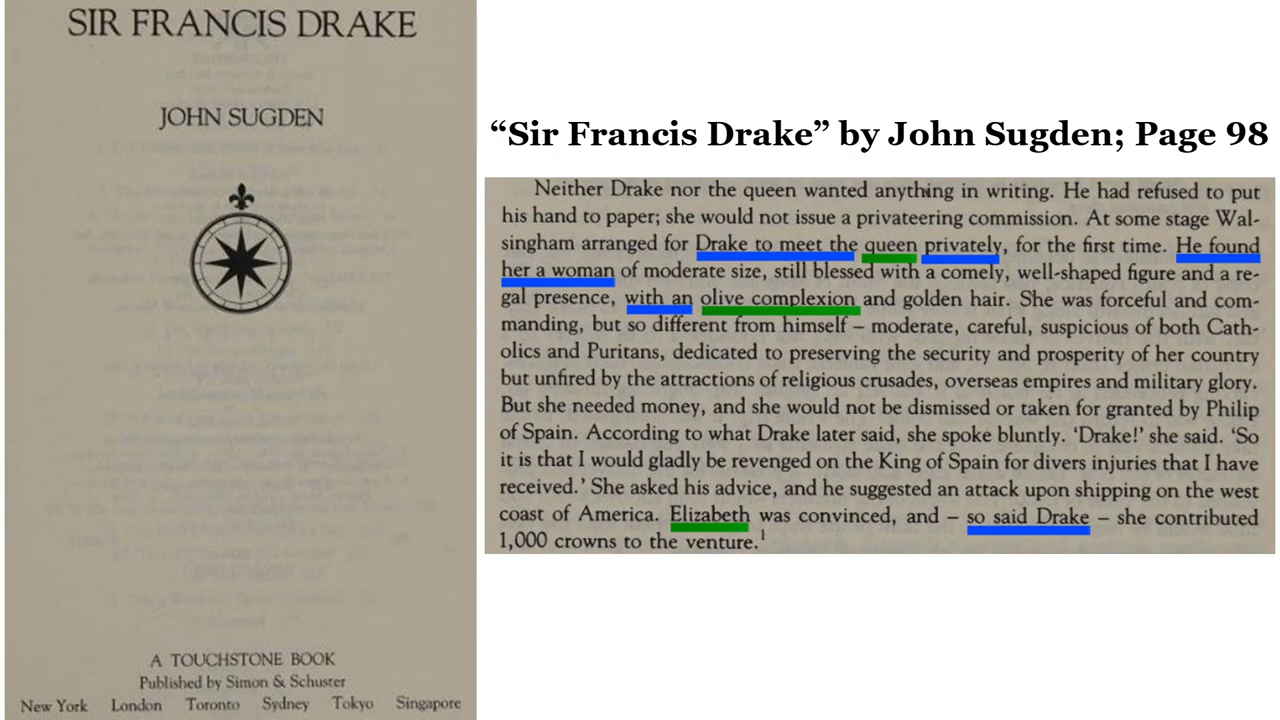 SIR FRANCIS DRAKE
JOHN SUGDEN
A TOUCHSTONE BOOK
Published by Simon & Schuster
New York London Toronto Sydney Tokyo Singapore
“Sir Francis Drake” by John Sugden; Page 98
Neither Drake nor the queen wanted anything in writing. He had refused to put
his hand to paper; she would not issue a privateering commission. At some stage Wal-
singham arranged for Drake to meet the queen privately, for the first time. He found
her a woman of moderate size, still blessed with a comely, well-shaped figure and a re-
gal presence, with an olive complexion and golden hair. She was forceful and com-
manding, but so different from himself – moderate, careful, suspicious of both Cath-
olics and Puritans, dedicated to preserving the security and prosperity of her country
but unfired by the attractions of religious crusades, overseas empires and military glory.
But she needed money, and she would not be dismissed or taken for granted by Philip
of Spain. According to what Drake later said, she spoke bluntly. ‘Drake!’ she said. ‘So
it is that I would gladly be revenged on the King of Spain for divers injuries that I have
received.’ She asked his advice, and he suggested an attack upon shipping on the west
coast of America. Elizabeth was convinced, and – so said Drake – she contributed
1,000 crowns to the venture.¹